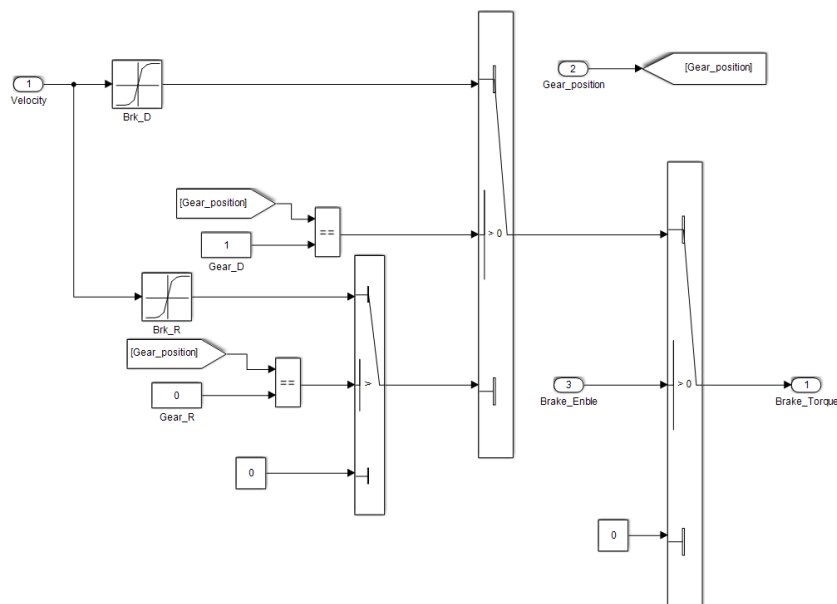 1
Velocity
Brk_D
2
Gear_position
[Gear_position]
[Gear_position]
==
1
Gear_D
> 0
Brk_R
[Gear_position]
==
0
Gear_R
>
0
3
Brake_Enble
> 0
1
Brake_Torque
0